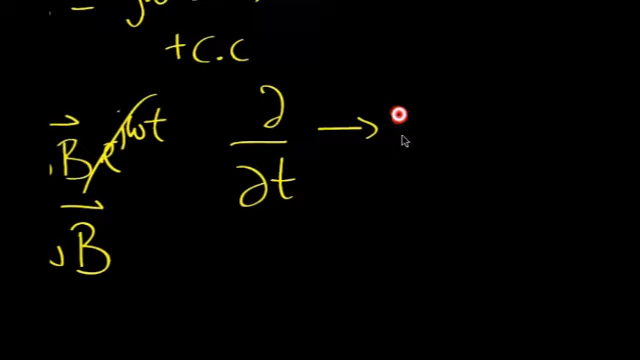 + C.C
B⃗ e^{jωt} ∂/∂t →
B⃗